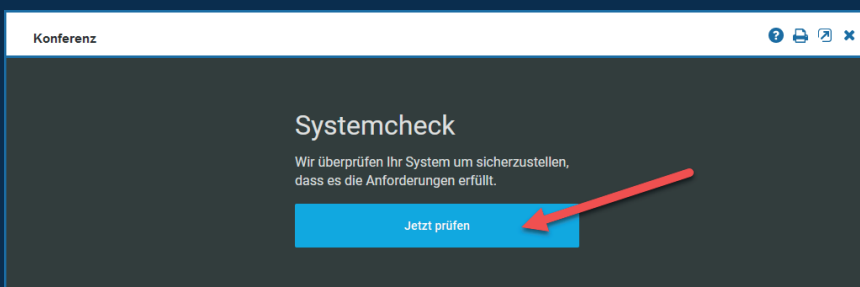 Konferenz
Systemcheck
Wir überprüfen Ihr System um sicherzustellen,
dass es die Anforderungen erfüllt.
Jetzt prüfen